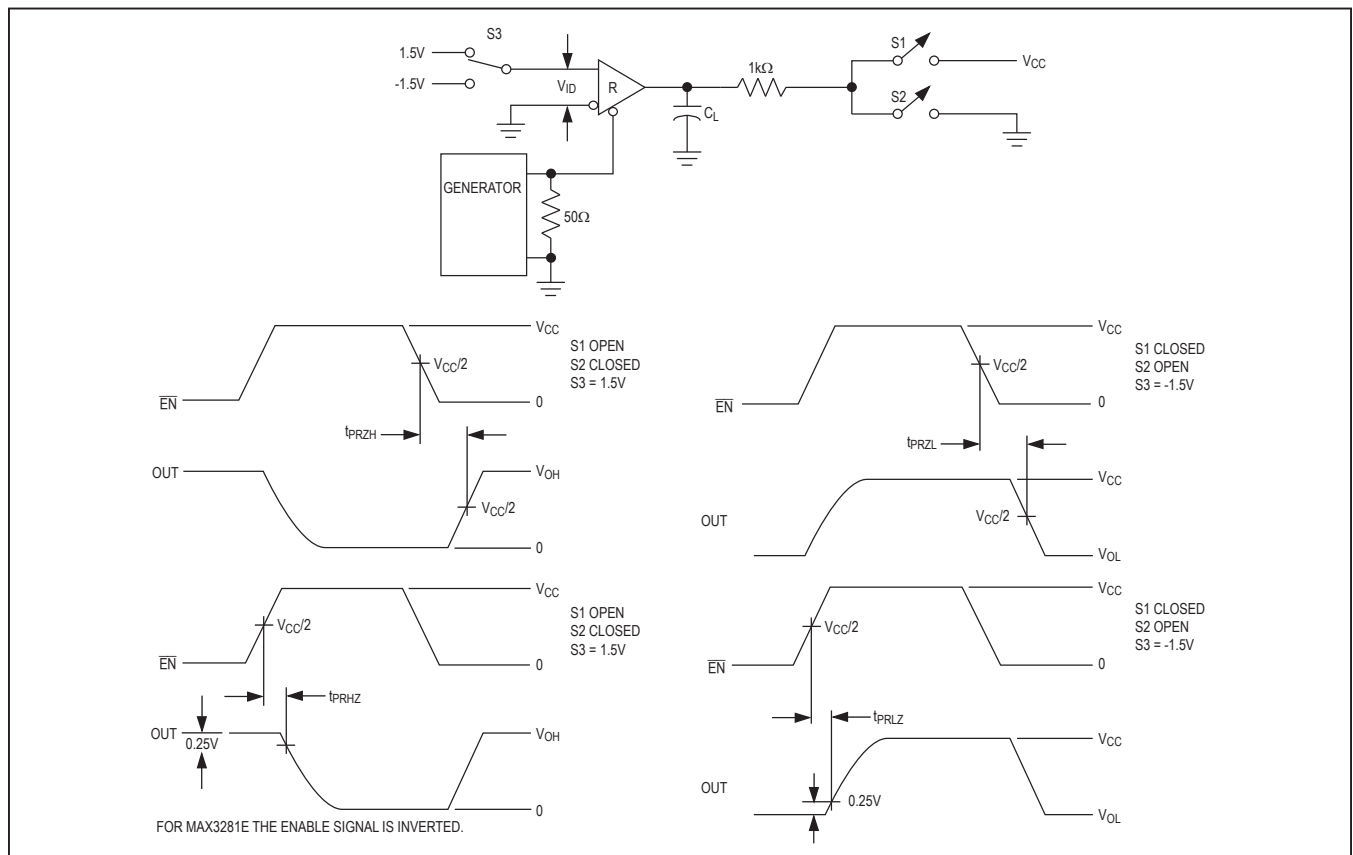 S3
1.5V
-1.5V
VID
R
1kΩ
CL
S1
VCC
S2
GENERATOR
50Ω
EN
VCC
VCC/2
0
S1 OPEN
S2 CLOSED
S3 = 1.5V
tPRZH
OUT
VOH
VCC/2
0
EN
VCC
VCC/2
0
S1 CLOSED
S2 OPEN
S3 = -1.5V
tPRZL
OUT
VCC
VCC/2
VOL
EN
VCC
VCC/2
0
S1 OPEN
S2 CLOSED
S3 = 1.5V
tPRHZ
OUT
0.25V
VOH
0
EN
VCC
VCC/2
0
S1 CLOSED
S2 OPEN
S3 = -1.5V
tPRLZ
OUT
VCC
0.25V
VOL
FOR MAX3281E THE ENABLE SIGNAL IS INVERTED.